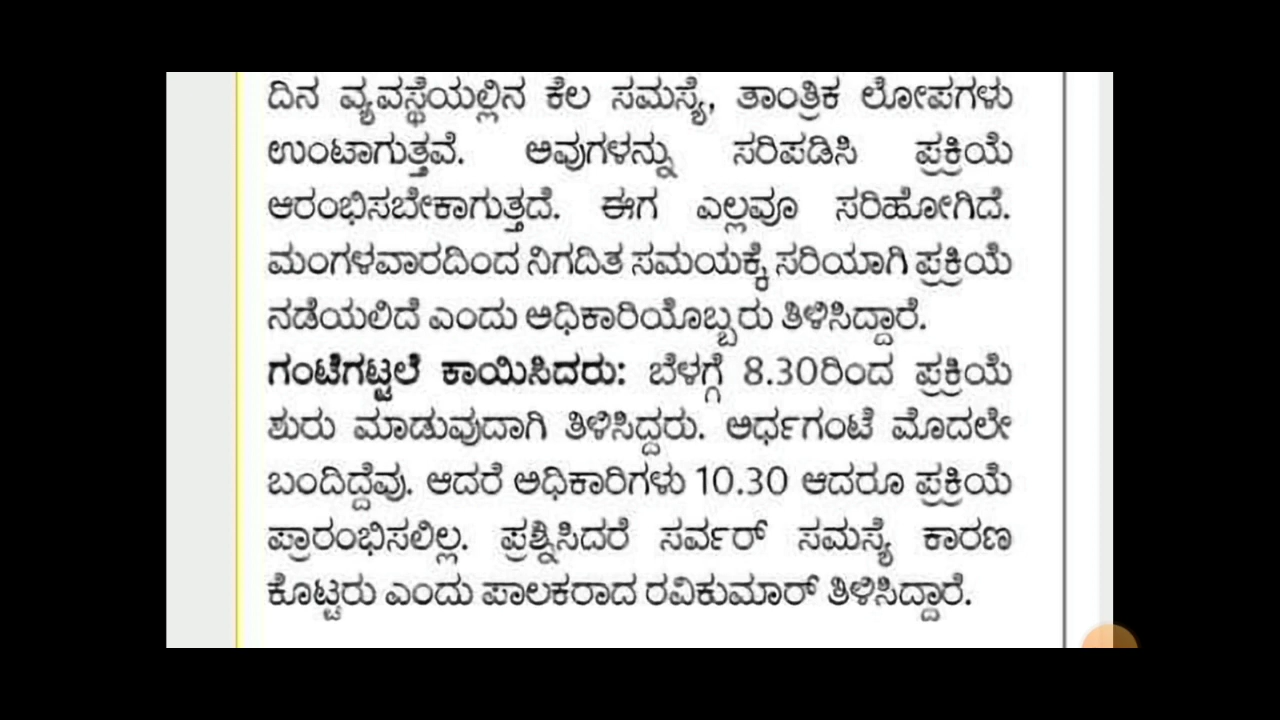 ದಿನ ವ್ಯವಸ್ಥೆಯಲ್ಲಿನ ಕೆಲ ಸಮಸ್ಯೆ, ತಾಂತ್ರಿಕ ಲೋಪಗಳು
ಉಂಟಾಗುತ್ತವೆ. ಅವುಗಳನ್ನು ಸರಿಪಡಿಸಿ ಪ್ರಕ್ರಿಯೆ
ಆರಂಭಿಸಬೇಕಾಗುತ್ತದೆ. ಈಗ ಎಲ್ಲವೂ ಸರಿಹೋಗಿದೆ.
ಮಂಗಳವಾರದಿಂದ ನಿಗದಿತ ಸಮಯಕ್ಕೆ ಸರಿಯಾಗಿ ಪ್ರಕ್ರಿಯೆ
ನಡೆಯಲಿದೆ ಎಂದು ಅಧಿಕಾರಿಯೊಬ್ಬರು ತಿಳಿಸಿದ್ದಾರೆ.
ಗಂಟೆಗಟ್ಟಲೆ ಕಾಯಿಸಿದರು: ಬೆಳಗ್ಗೆ 8.30ರಿಂದ ಪ್ರಕ್ರಿಯೆ
ಶುರು ಮಾಡುವುದಾಗಿ ತಿಳಿಸಿದ್ದರು. ಅರ್ಧಗಂಟೆ ಮೊದಲೇ
ಬಂದಿದ್ದೆವು. ಆದರೆ ಅಧಿಕಾರಿಗಳು 10.30 ಆದರೂ ಪ್ರಕ್ರಿಯೆ
ಪ್ರಾರಂಭಿಸಲಿಲ್ಲ. ಪ್ರಶ್ನಿಸಿದರೆ ಸರ್ವರ್ ಸಮಸ್ಯೆ ಕಾರಣ
ಕೊಟ್ಟರು ಎಂದು ಪಾಲಕರಾದ ರವಿಕುಮಾರ್ ತಿಳಿಸಿದ್ದಾರೆ.